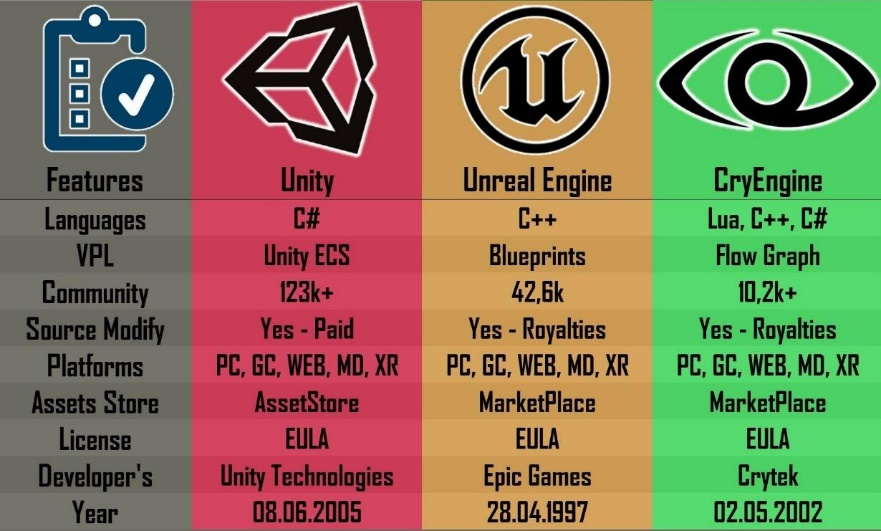 Features Unity Unreal Engine CryEngine
Languages C# C++ Lua, C++, C#
VPL Unity ECS Blueprints Flow Graph
Community 123k+ 42,6k 10,2k+
Source Modify Yes - Paid Yes - Royalties Yes - Royalties
Platforms PC, GC, WEB, MD, XR PC, GC, WEB, MD, XR PC, GC, WEB, MD, XR
Assets Store AssetStore MarketPlace MarketPlace
License EULA EULA EULA
Developer's Unity Technologies Epic Games Crytek
Year 08.06.2005 28.04.1997 02.05.2002